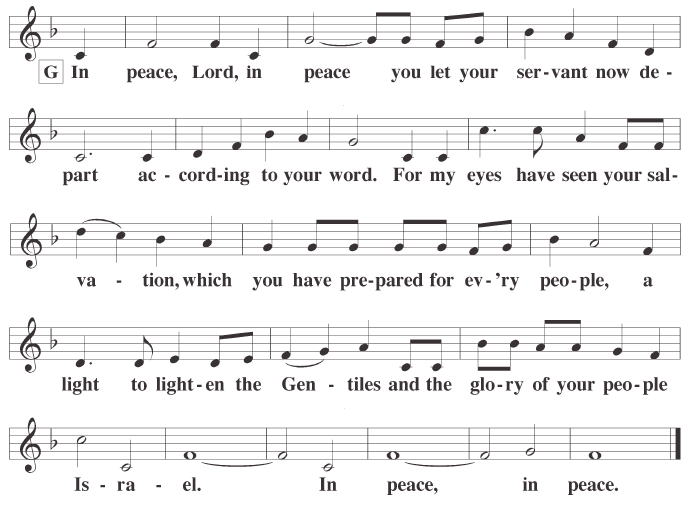 G In peace, Lord, in peace you let your ser-vant now de-
part ac-cord-ing to your word. For my eyes have seen your sal-
va - tion, which you have pre-pared for ev-'ry peo-ple, a
light to light-en the Gen - tiles and the glo-ry of your peo-ple
Is - ra - el. In peace, in peace.